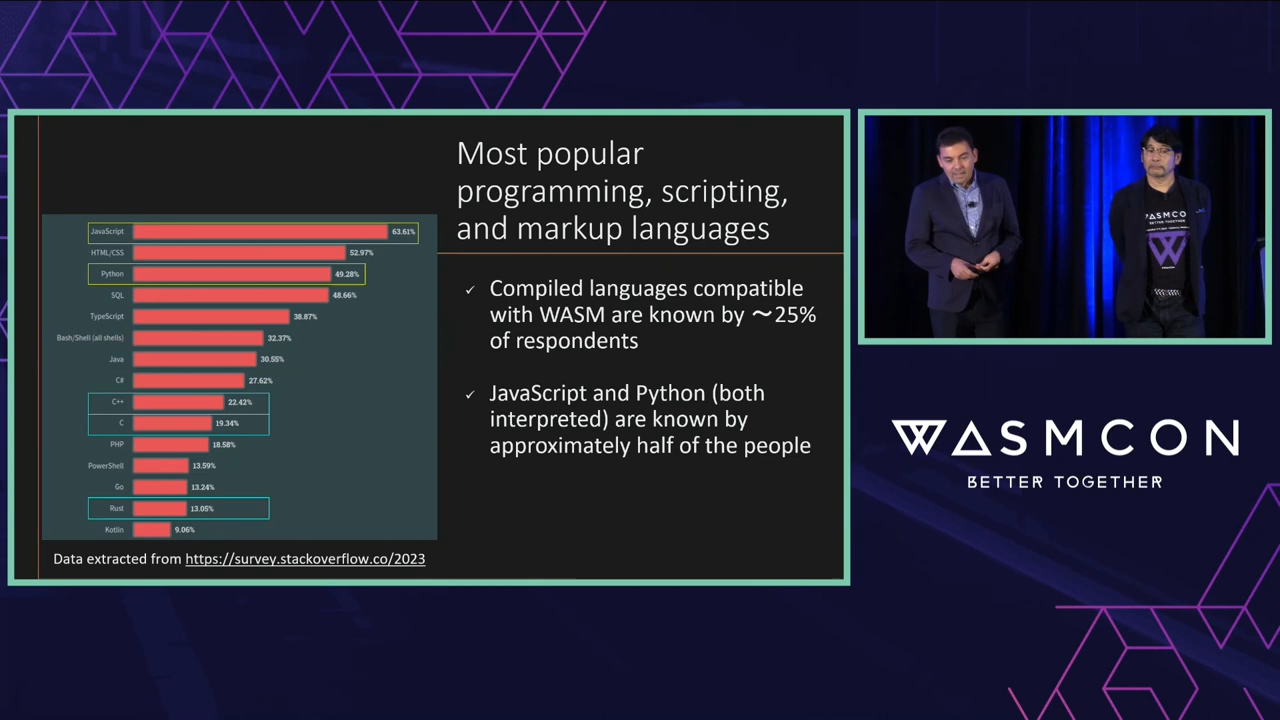 Most popular
programming, scripting,
and markup languages
JavaScript 63.61%
HTML/CSS 52.97%
Python 49.28%
SQL 48.66%
TypeScript 38.87%
Bash/Shell (all shells) 32.37%
Java 30.55%
C# 27.62%
C++ 22.42%
C 19.34%
PHP 18.58%
PowerShell 13.59%
Go 13.24%
Rust 13.05%
Kotlin 9.06%
Data extracted from https://survey.stackoverflow.co/2023
✓ Compiled languages compatible
with WASM are known by ～25%
of respondents
✓ JavaScript and Python (both
interpreted) are known by
approximately half of the people
WASMCON
BETTER TOGETHER
WASMCON
BETTER TOGETHER